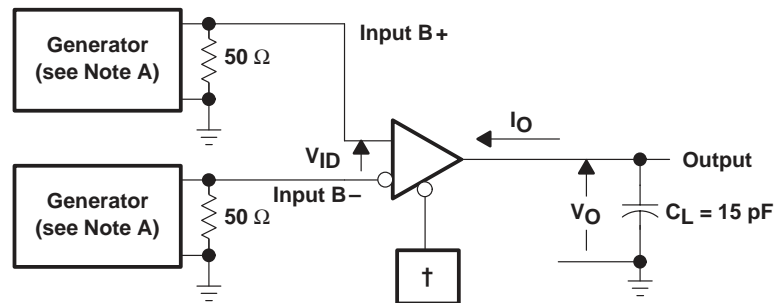 Generator
(see Note A)
50 Ω
Input B+
V_ID
I_O
Output
Generator
(see Note A)
50 Ω
Input B−
V_O
C_L = 15 pF
†